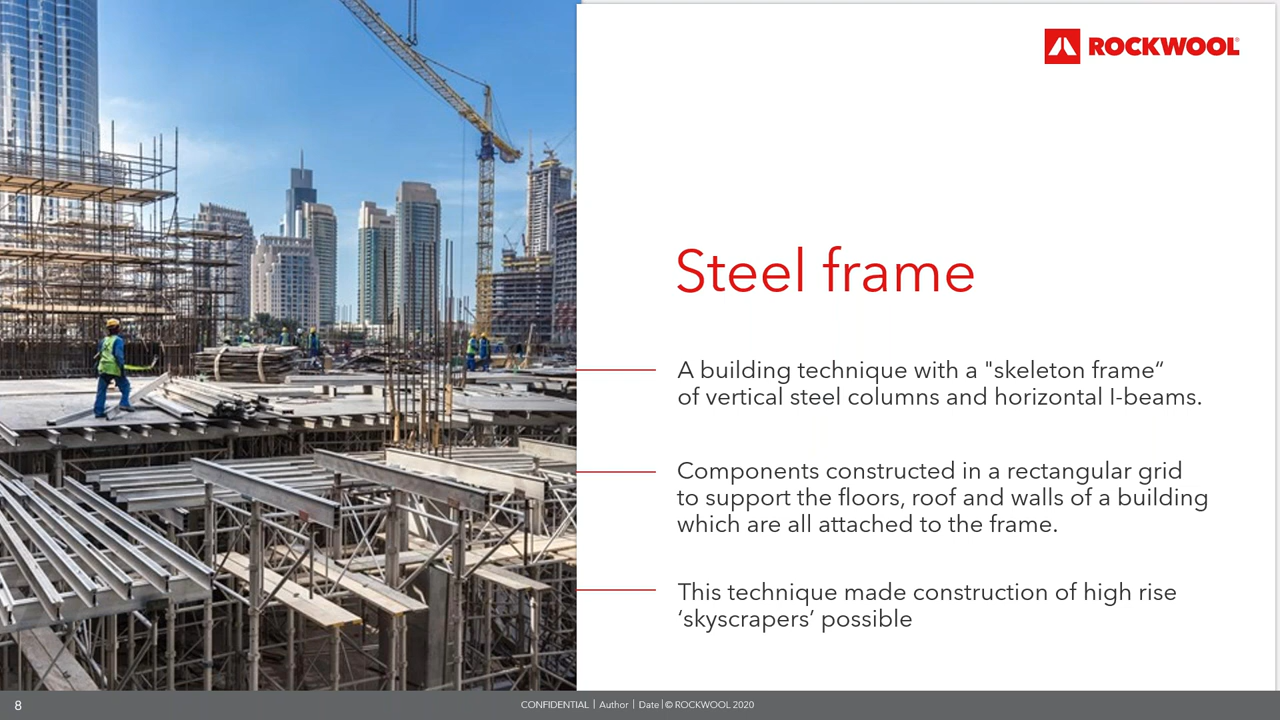 ROCKWOOL®
Steel frame
A building technique with a "skeleton frame“
of vertical steel columns and horizontal I-beams.
Components constructed in a rectangular grid
to support the floors, roof and walls of a building
which are all attached to the frame.
This technique made construction of high rise
‘skyscrapers’ possible
8
CONFIDENTIAL | Author | Date | © ROCKWOOL 2020